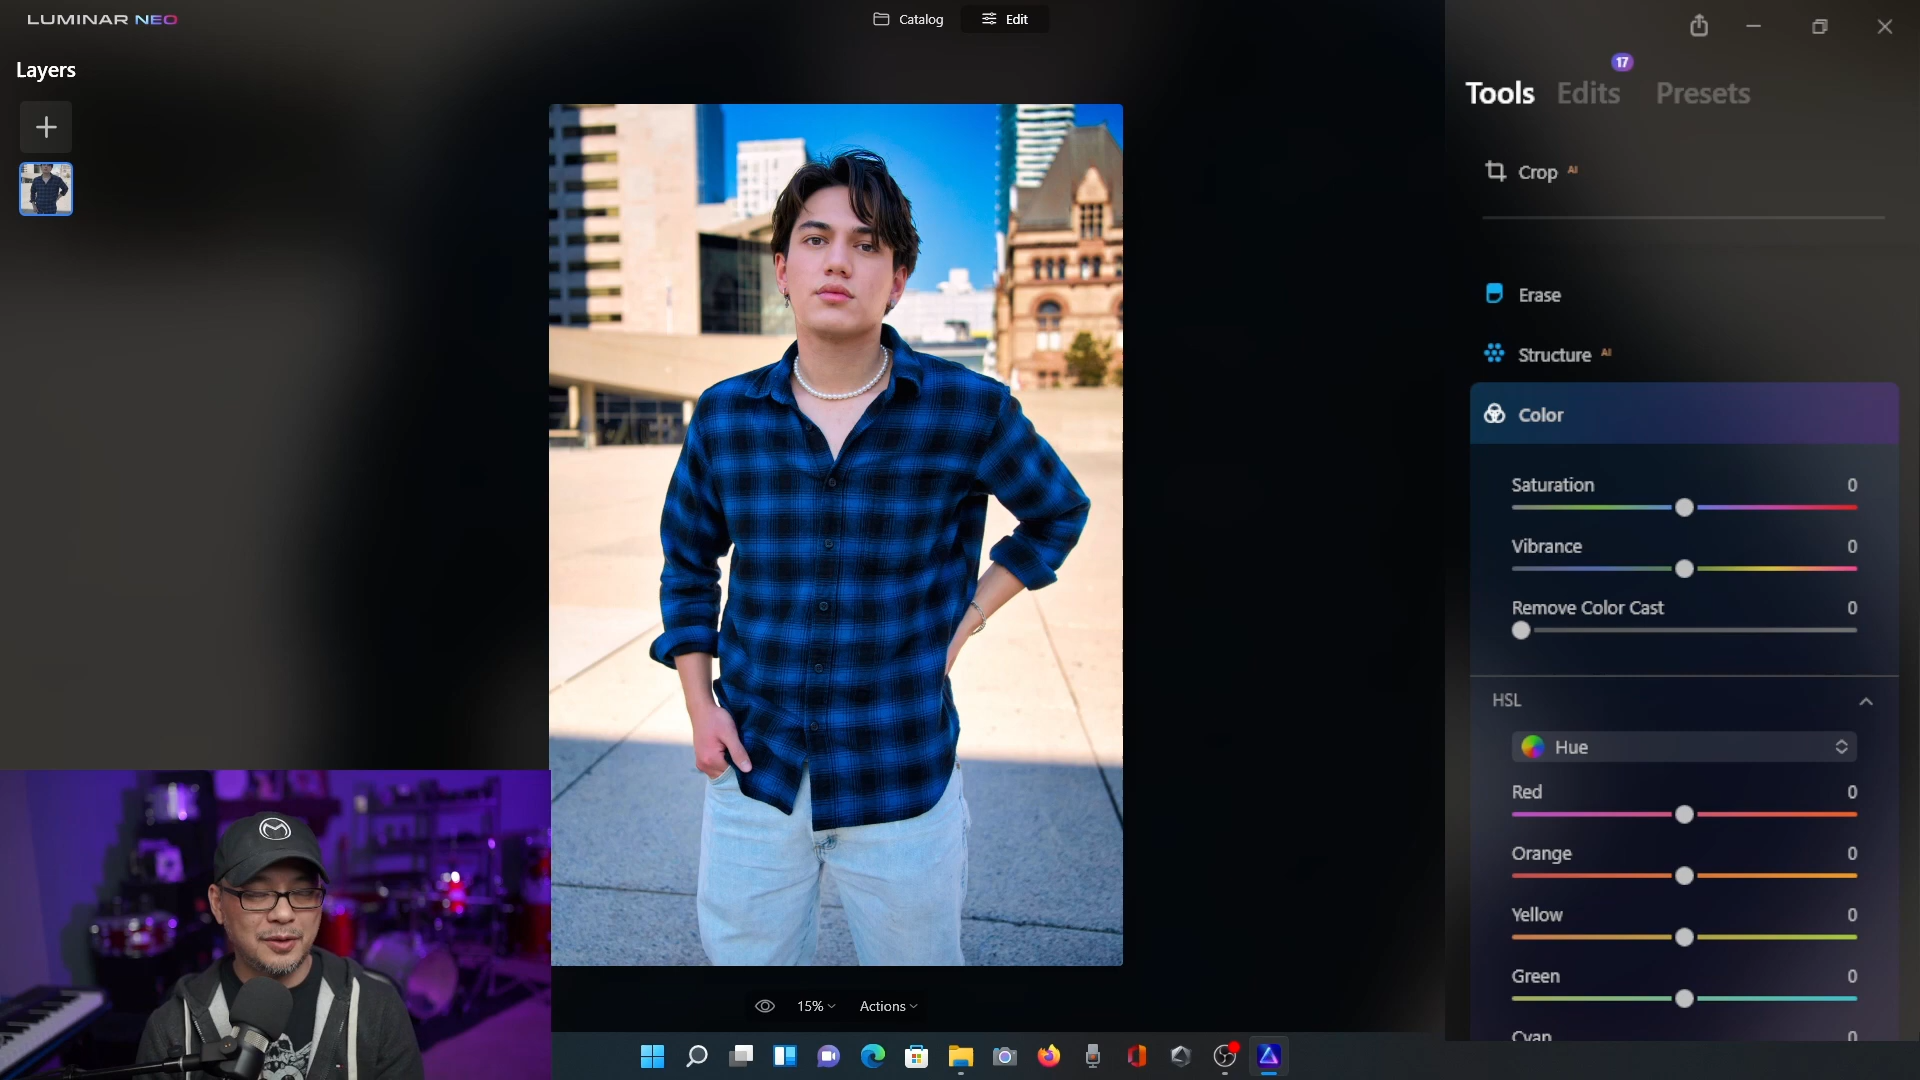 LUMINAR NEO
Catalog
Edit
Layers
17
Tools
Edits
Presets
Crop AI
Erase
Structure AI
Color
Saturation 0
Vibrance 0
Remove Color Cast 0
HSL
Hue
Red 0
Orange 0
Yellow 0
Green 0
Cyan 0
15%
Actions